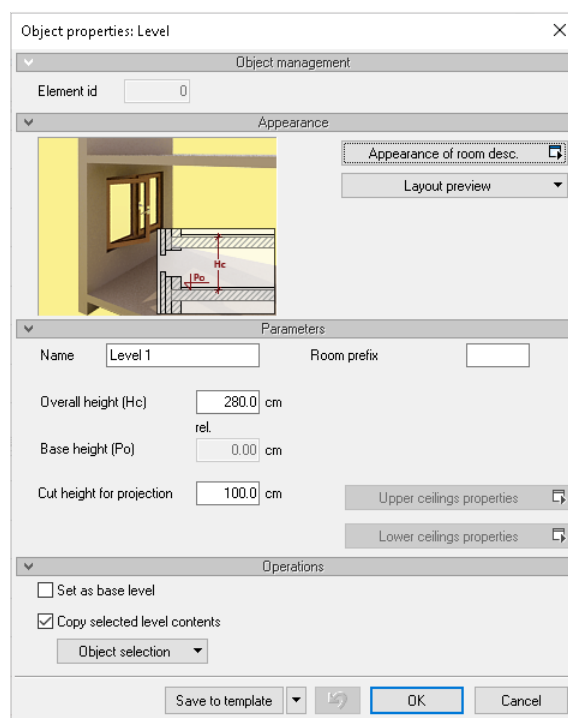 Object properties: Level
Object management
Element id 0
Appearance
Appearance of room desc.
Layout preview
Hc
Po
Parameters
Name Level 1 Room prefix
Overall height (Hc) 280.0 cm
rel.
Base height (Po) 0.00 cm
Cut height for projection 100.0 cm
Upper ceilings properties
Lower ceilings properties
Operations
Set as base level
Copy selected level contents
Object selection
Save to template OK Cancel